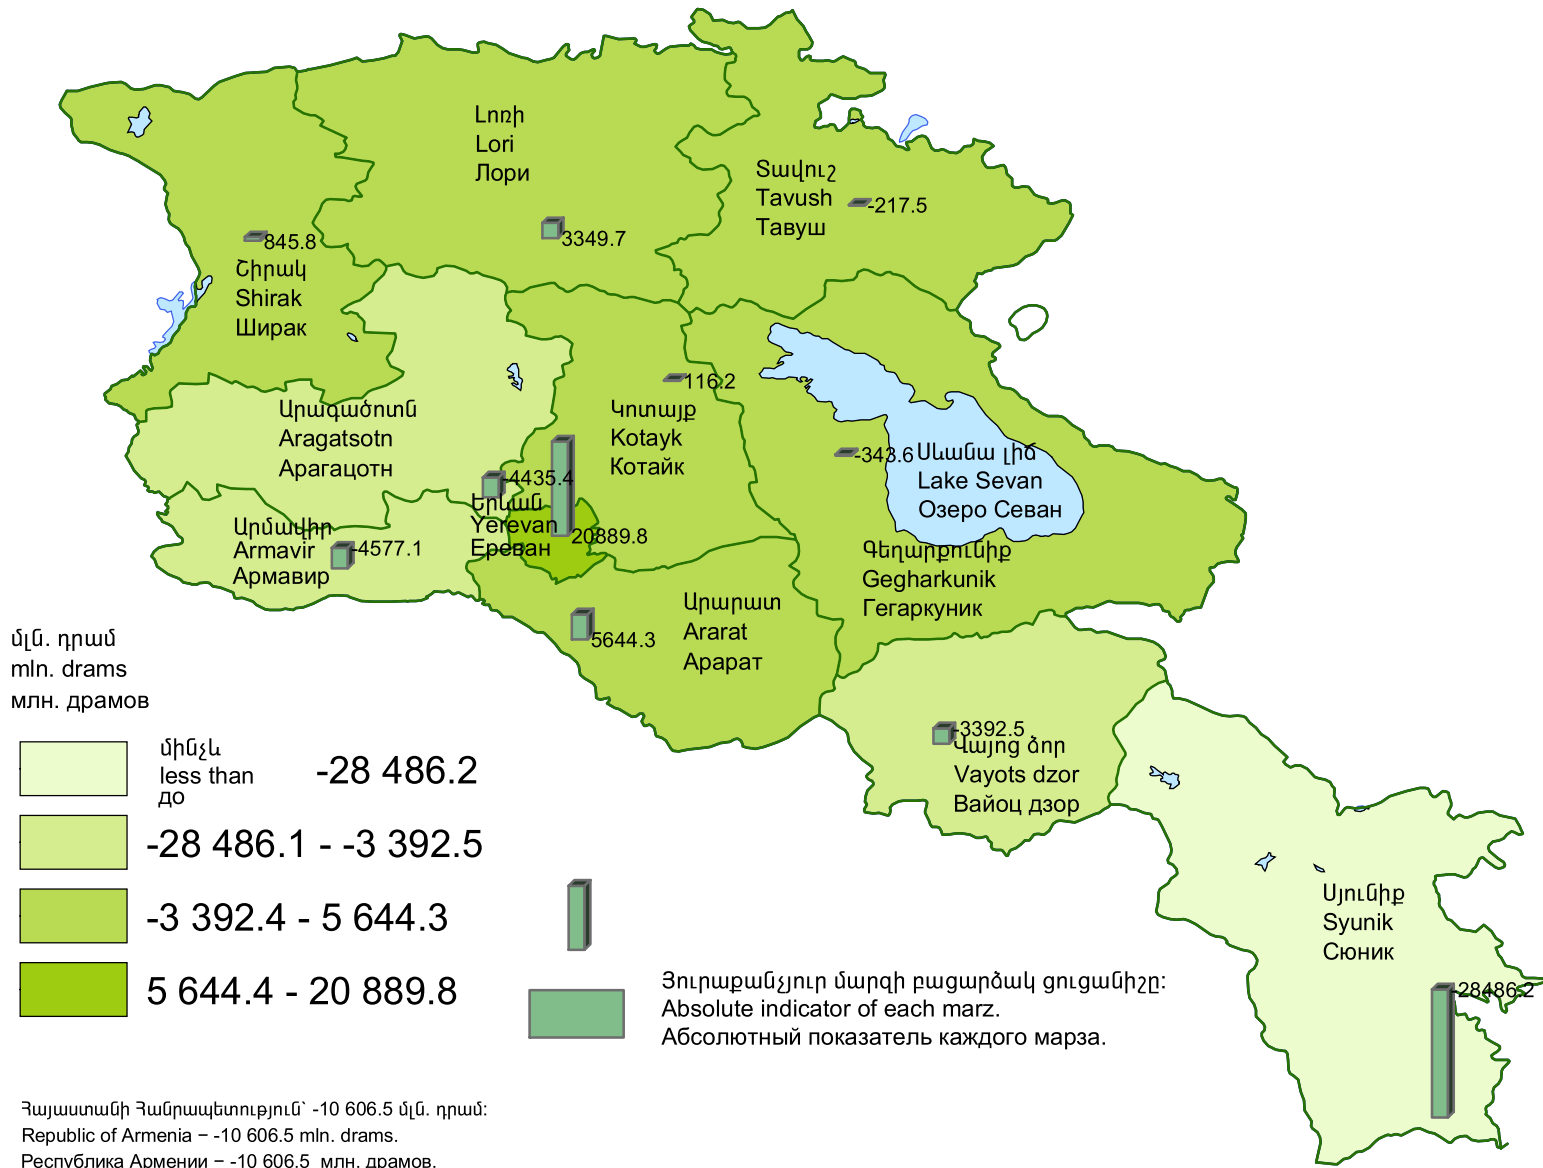 Լոռի
Lori
Лори
3349.7
Տավուշ
Tavush
Тавуш
-217.5
845.8
Շիրակ
Shirak
Ширак
116.2
Կոտայք
Kotayk
Котайк
Արագածոտն
Aragatsotn
Арагацотн
-4435.4
-343.6
Սևանա լիճ
Lake Sevan
Озеро Севан
Երևան
Yerevan
Ереван
20889.8
Արմավիր
Armavir
Армавир
-4577.1
Գեղարքունիք
Gegharkunik
Гегаркуник
Արարատ
Ararat
Арарат
5644.3
-3392.5
Վայոց ձոր
Vayots dzor
Вайоц дзор
Սյունիք
Syunik
Сюник
-28486.2
մլն. դրամ
mln. drams
млн. драмов
մինչև
less than
до
-28 486.2
-28 486.1 - -3 392.5
-3 392.4 - 5 644.3
5 644.4 - 20 889.8
Յուրաքանչյուր մարզի բացարձակ ցուցանիշը:
Absolute indicator of each marz.
Абсолютный показатель каждого марза.
Հայաստանի Հանրապետություն՝ -10 606.5 մլն. դրամ:
Republic of Armenia − -10 606.5 mln. drams.
Республика Армении − -10 606.5 млн. драмов.